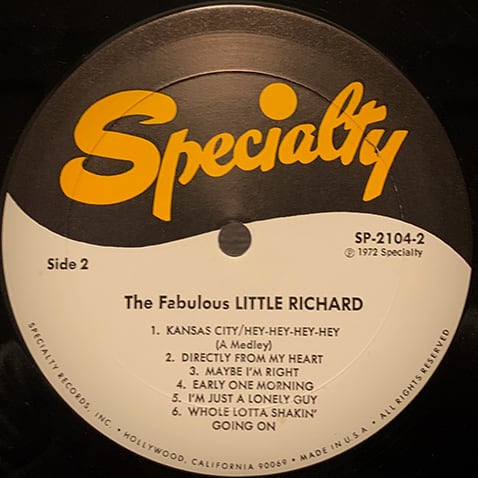 Specialty
SP-2104-2
℗ 1972 Specialty
Side 2
The Fabulous LITTLE RICHARD
1. KANSAS CITY/HEY-HEY-HEY-HEY
(A Medley)
2. DIRECTLY FROM MY HEART
3. MAYBE I'M RIGHT
4. EARLY ONE MORNING
5. I'M JUST A LONELY GUY
6. WHOLE LOTTA SHAKIN'
GOING ON
SPECIALTY RECORDS, INC. • HOLLYWOOD, CALIFORNIA 90069 • MADE IN U.S.A. • ALL RIGHTS RESERVED